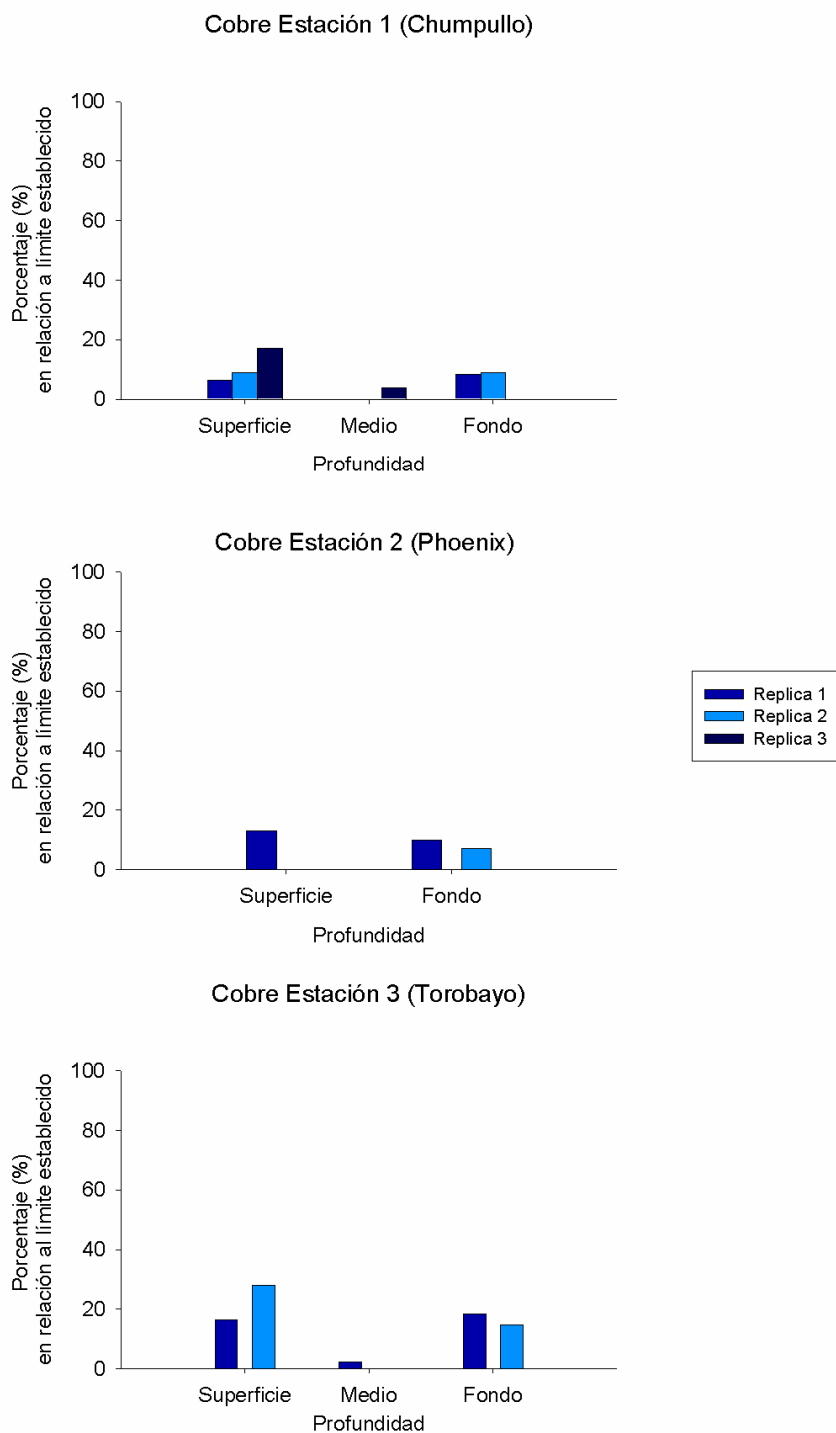 Cobre Estación 1 (Chumpullo)
Porcentaje (%)
en relación a límite establecido
100
80
60
40
20
0
Superficie Medio Fondo
Profundidad
Cobre Estación 2 (Phoenix)
Porcentaje (%)
en relación a límite establecido
100
80
60
40
20
0
Superficie Fondo
Profundidad
Replica 1
Replica 2
Replica 3
Cobre Estación 3 (Torobayo)
Porcentaje (%)
en relación al límite establecido
100
80
60
40
20
0
Superficie Medio Fondo
Profundidad